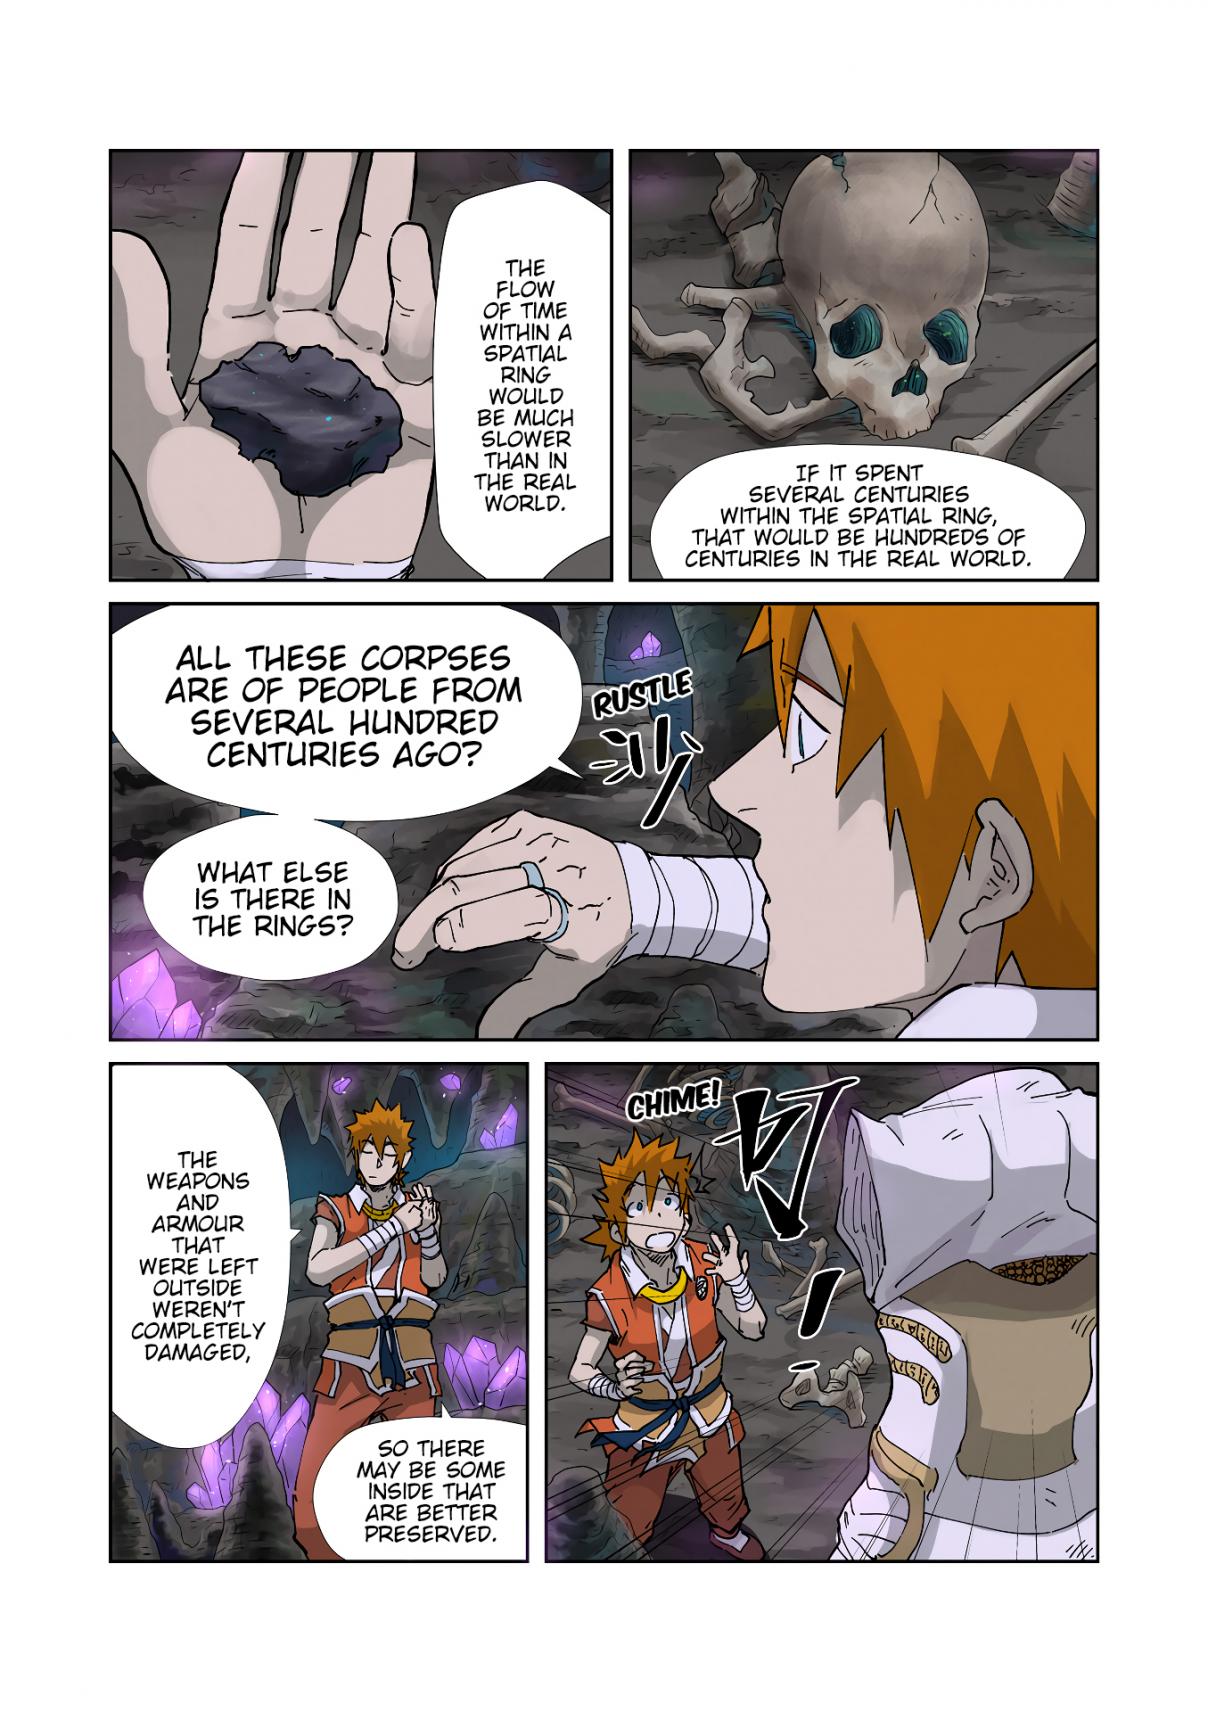 THE
FLOW
OF TIME
WITHIN A
SPATIAL
RING
WOULD
BE MUCH
SLOWER
THAN IN
THE REAL
WORLD.
IF IT SPENT
SEVERAL CENTURIES
WITHIN THE SPATIAL RING,
THAT WOULD BE HUNDREDS OF
CENTURIES IN THE REAL WORLD.
ALL THESE CORPSES
ARE OF PEOPLE FROM
SEVERAL HUNDRED
CENTURIES AGO?
RUSTLE
WHAT ELSE
IS THERE IN
THE RINGS?
THE
WEAPONS
AND
ARMOUR
THAT
WERE LEFT
OUTSIDE
WEREN'T
COMPLETELY
DAMAGED,
SO THERE
MAY BE SOME
INSIDE THAT
ARE BETTER
PRESERVED.
CHIME!